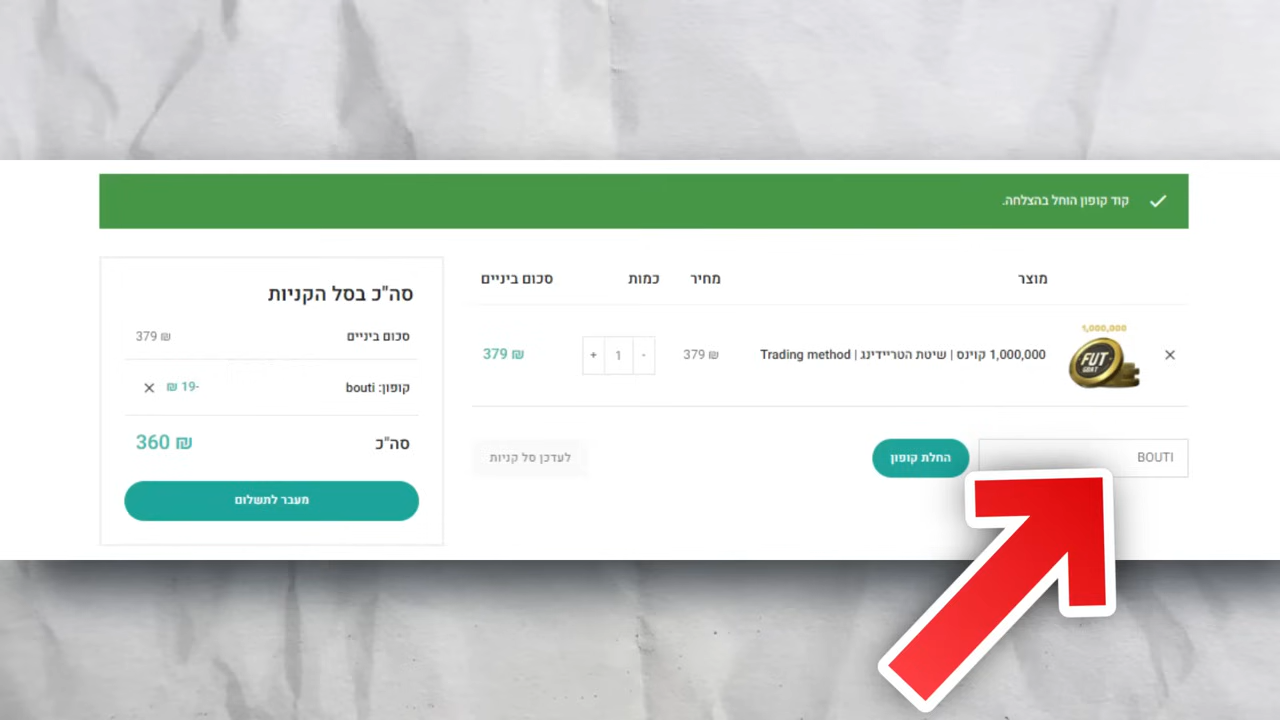 קוד קופון הוחל בהצלחה.
מוצר
מחיר
כמות
סכום ביניים
1,000,000
FUT
GOAT
1,000,000 קוינס | שיטת הטריידינג | Trading method
379 ₪
- 1 +
379 ₪
BOUTI
החלת קופון
לעדכן סל קניות
סה"כ בסל הקניות
סכום ביניים
379 ₪
קופון: bouti
-19 ₪
סה"כ
360 ₪
מעבר לתשלום